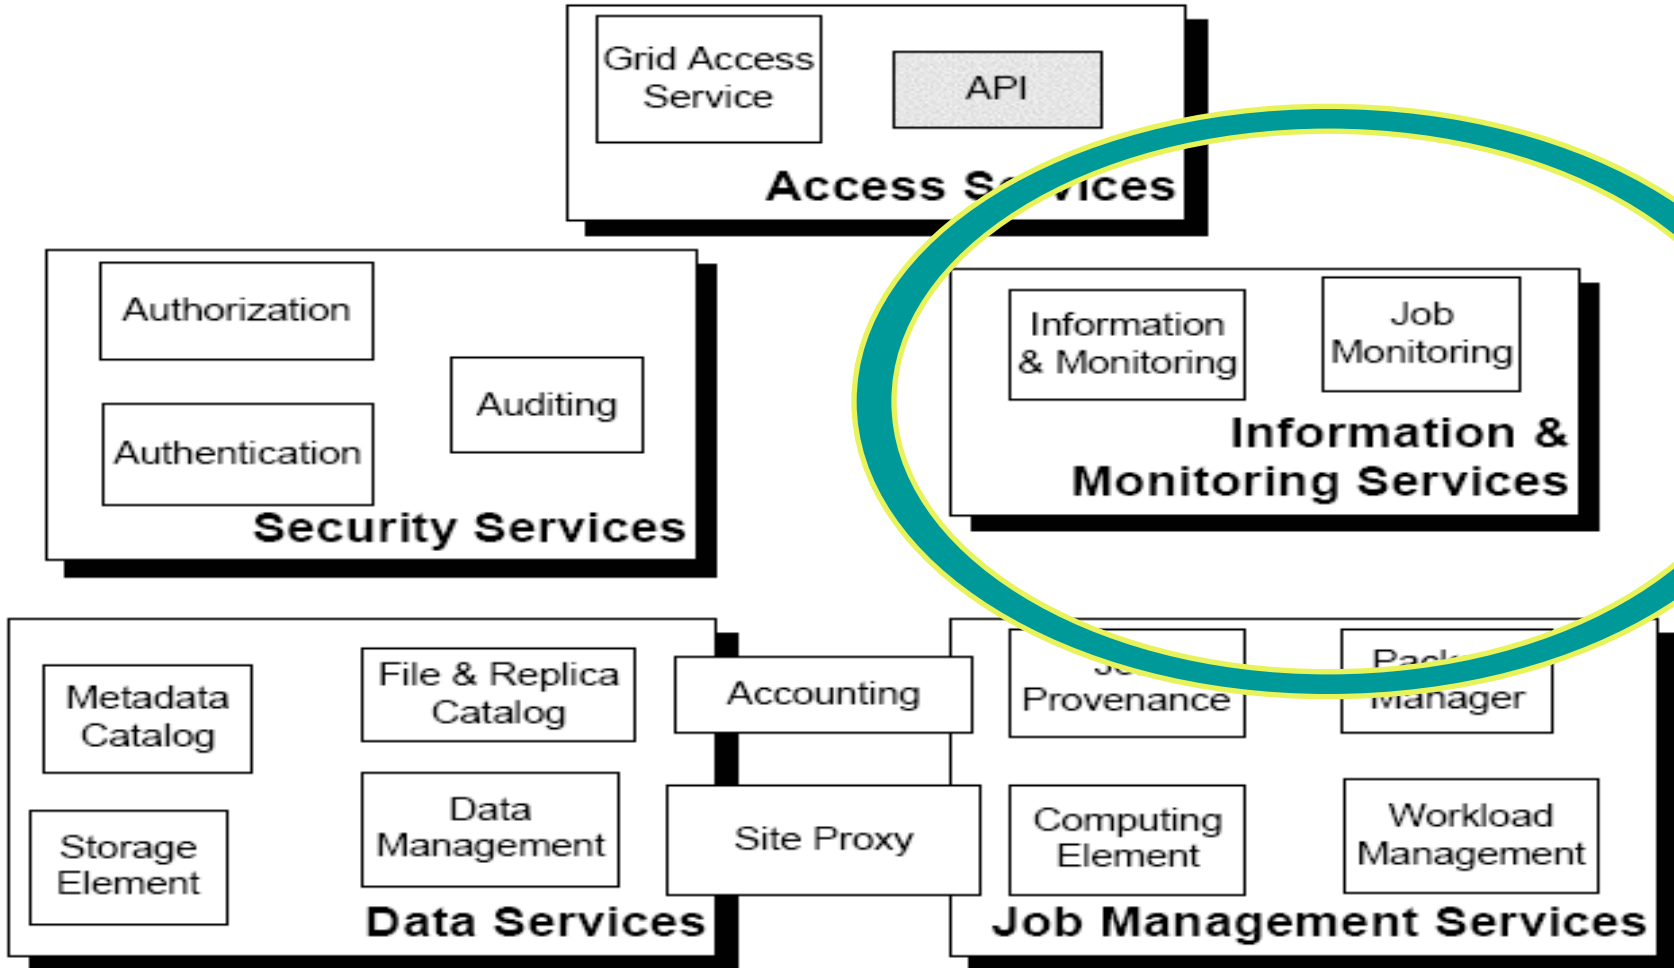 Grid Access
Service
API
Access Services
Authorization
Authentication
Auditing
Security Services
Information
& Monitoring
Job
Monitoring
Information &
Monitoring Services
Metadata
Catalog
File & Replica
Catalog
Storage
Element
Data
Management
Data Services
Accounting
Site Proxy
Job
Provenance
Manager
Computing
Element
Workload
Management
Job Management Services